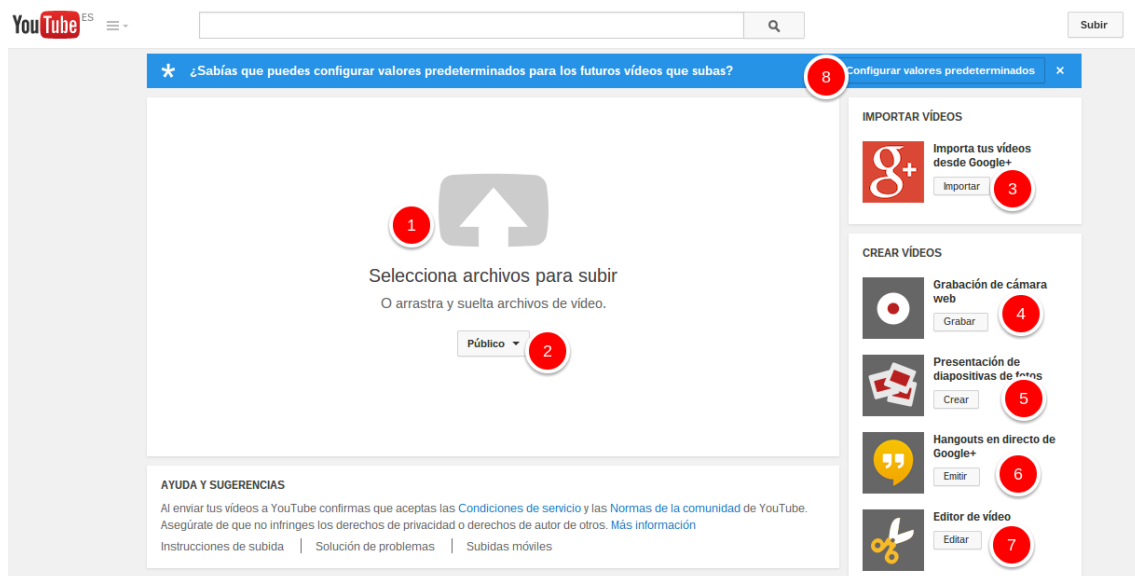 YouTube ES
Subir
¿Sabías que puedes configurar valores predeterminados para los futuros vídeos que subas?
8
Configurar valores predeterminados ×
1
Selecciona archivos para subir
O arrastra y suelta archivos de vídeo.
Público
2
AYUDA Y SUGERENCIAS
Al enviar tus vídeos a YouTube confirmas que aceptas las Condiciones de servicio y las Normas de la comunidad de YouTube.
Asegúrate de que no infringes los derechos de privacidad o derechos de autor de otros. Más información
Instrucciones de subida | Solución de problemas | Subidas móviles
IMPORTAR VÍDEOS
g+
Importa tus vídeos
desde Google+
Importar
3
CREAR VÍDEOS
Grabación de cámara
web
Grabar
4
Presentación de
diapositivas de fotos
Crear
5
Hangouts en directo de
Google+
Emitir
6
Editor de vídeo
Editar
7